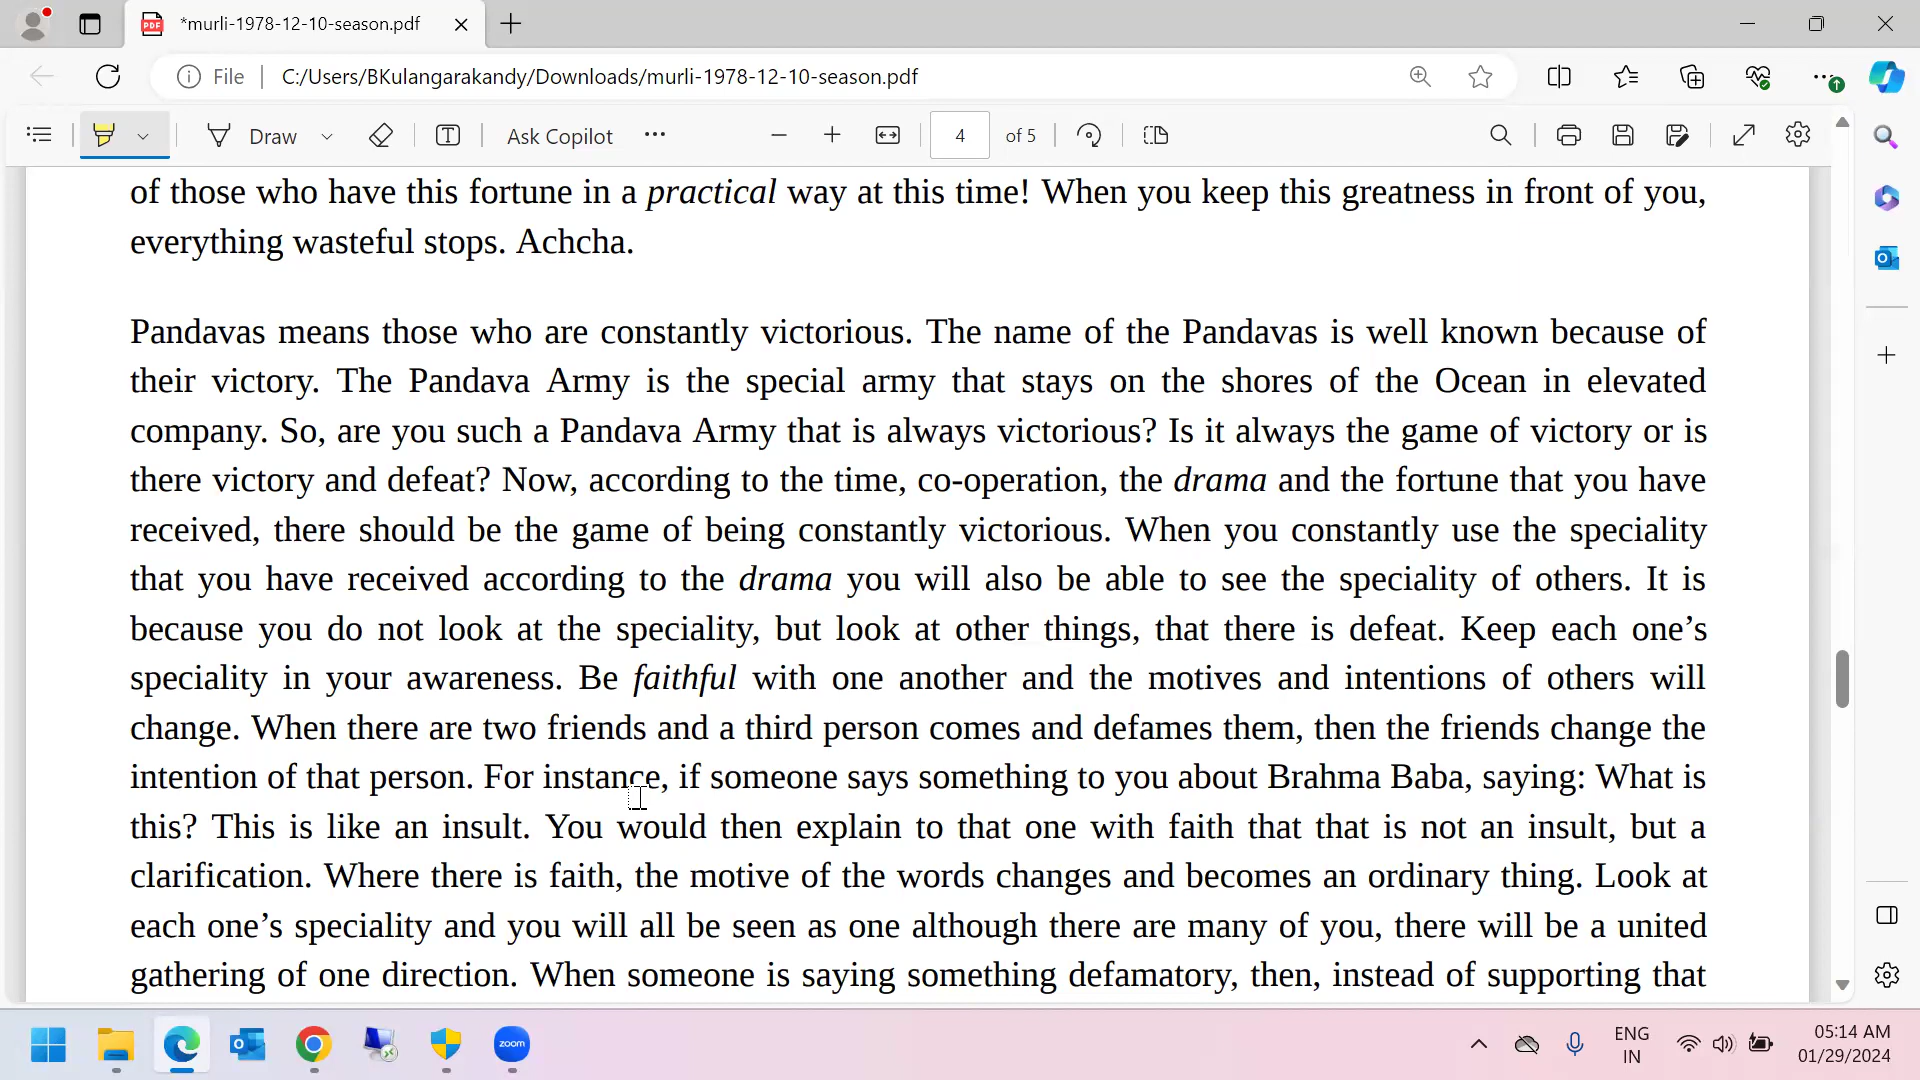 *murli-1978-12-10-season.pdf
File
C:/Users/BKulangarakandy/Downloads/murli-1978-12-10-season.pdf
Draw
Ask Copilot
4
of 5
of those who have this fortune in a practical way at this time! When you keep this greatness in front of you,
everything wasteful stops. Achcha.
Pandavas means those who are constantly victorious. The name of the Pandavas is well known because of
their victory. The Pandava Army is the special army that stays on the shores of the Ocean in elevated
company. So, are you such a Pandava Army that is always victorious? Is it always the game of victory or is
there victory and defeat? Now, according to the time, co-operation, the drama and the fortune that you have
received, there should be the game of being constantly victorious. When you constantly use the speciality
that you have received according to the drama you will also be able to see the speciality of others. It is
because you do not look at the speciality, but look at other things, that there is defeat. Keep each one’s
speciality in your awareness. Be faithful with one another and the motives and intentions of others will
change. When there are two friends and a third person comes and defames them, then the friends change the
intention of that person. For instance, if someone says something to you about Brahma Baba, saying: What is
this? This is like an insult. You would then explain to that one with faith that that is not an insult, but a
clarification. Where there is faith, the motive of the words changes and becomes an ordinary thing. Look at
each one’s speciality and you will all be seen as one although there are many of you, there will be a united
gathering of one direction. When someone is saying something defamatory, then, instead of supporting that
PDF
zoom
ENG
IN
05:14 AM
01/29/2024